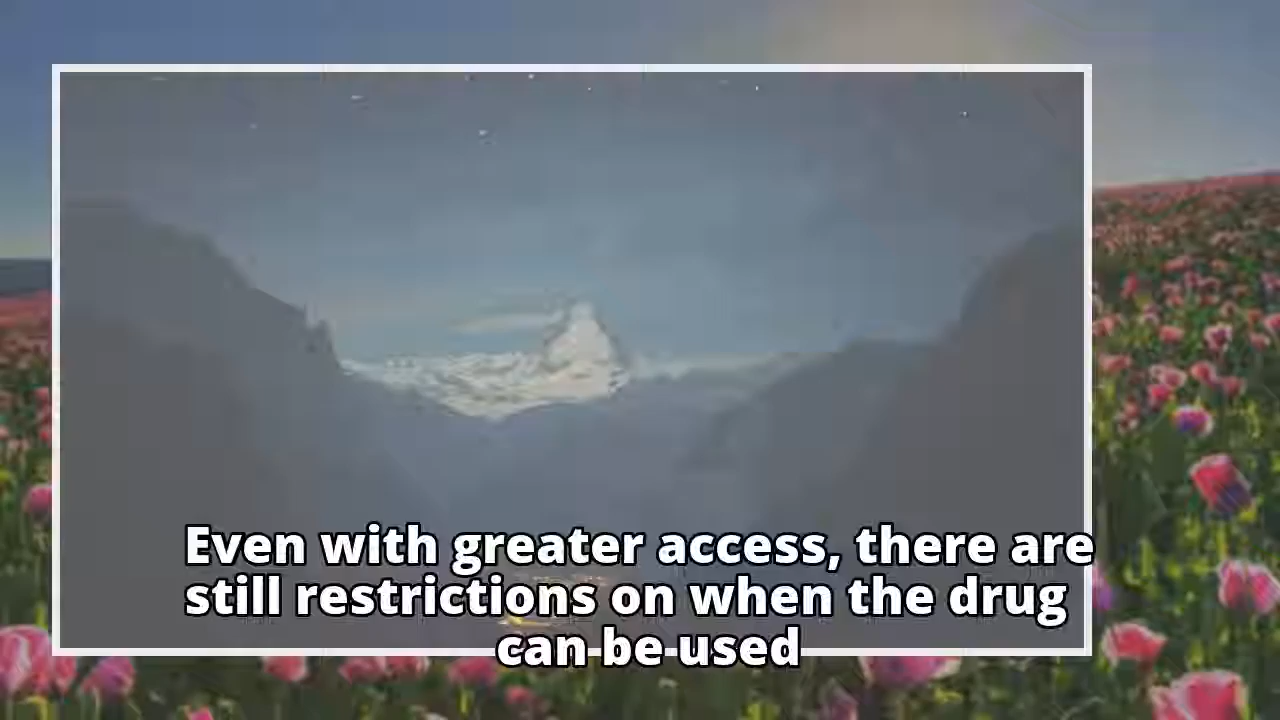 Even with greater access, there are
still restrictions on when the drug
can be used